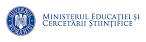 Ministerul Educației și
Cercetării Științifice